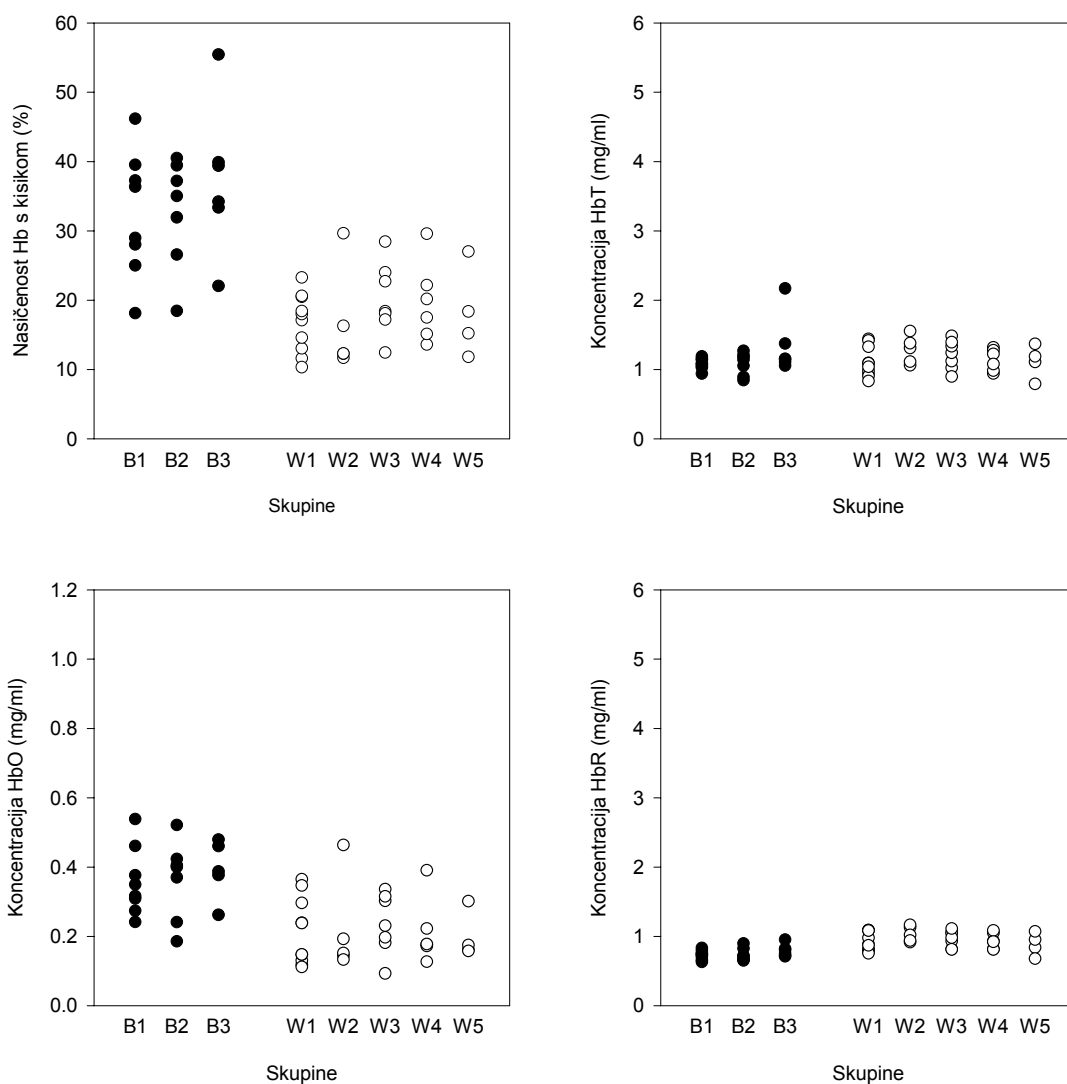 Nasičenost Hb s kisikom (%)
60
50
40
30
20
10
0
B1 B2 B3 W1 W2 W3 W4 W5
Skupine
Koncentracija HbT (mg/ml)
6
5
4
3
2
1
0
B1 B2 B3 W1 W2 W3 W4 W5
Skupine
Koncentracija HbO (mg/ml)
1.2
1.0
0.8
0.6
0.4
0.2
0.0
B1 B2 B3 W1 W2 W3 W4 W5
Skupine
Koncentracija HbR (mg/ml)
6
5
4
3
2
1
0
B1 B2 B3 W1 W2 W3 W4 W5
Skupine